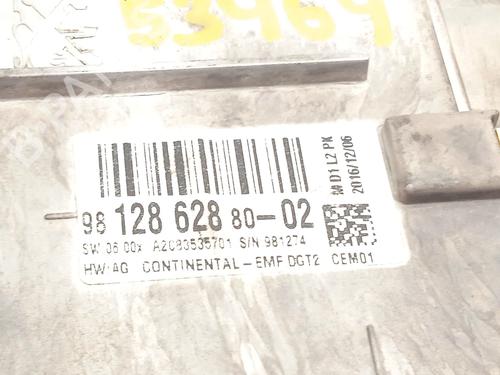 53464
98 128 628 80-02
SW 06.00x A2C83535701 S/N 981274
HW:AG CONTINENTAL-EMF DGT2 CEM01
D1 L2 PK
2016/12/06